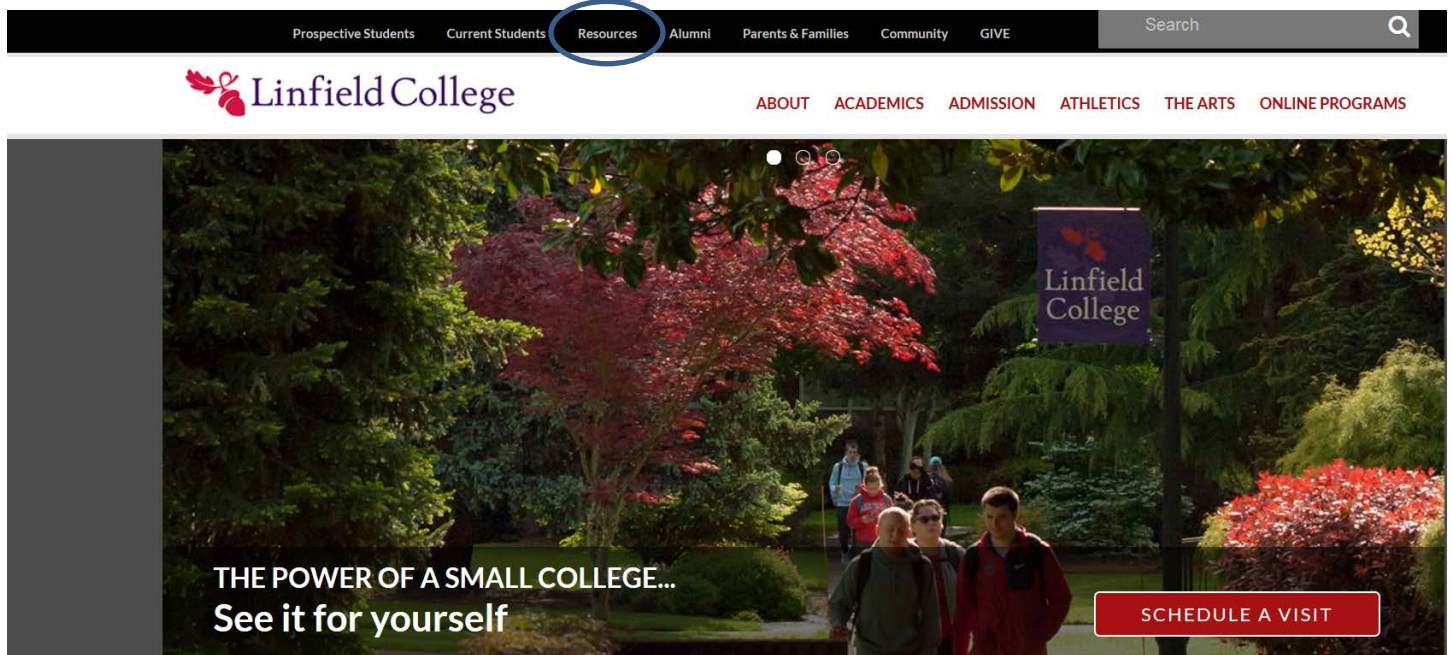 Prospective Students Current Students Resources Alumni Parents & Families Community GIVE Search
Linfield College
ABOUT ACADEMICS ADMISSION ATHLETICS THE ARTS ONLINE PROGRAMS
Linfield
College
THE POWER OF A SMALL COLLEGE...
See it for yourself
SCHEDULE A VISIT